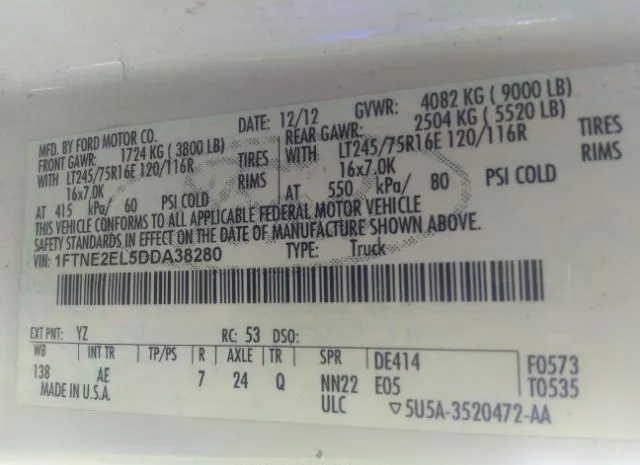 MFD. BY FORD MOTOR CO. DATE: 12/12 GVWR: 4082 KG ( 9000 LB)
FRONT GAWR: 1724 KG ( 3800 LB) REAR GAWR: 2504 KG ( 5520 LB)
WITH LT245/75R16E 120/116R TIRES WITH LT245/75R16E 120/116R TIRES
16x7.0K RIMS 16x7.0K RIMS
AT 415 kPa/ 60 PSI COLD AT 550 kPa/ 80 PSI COLD
THIS VEHICLE CONFORMS TO ALL APPLICABLE FEDERAL MOTOR VEHICLE
SAFETY STANDARDS IN EFFECT ON THE DATE OF MANUFACTURE SHOWN ABOVE.
VIN: 1FTNE2EL5DDA38280 TYPE: Truck
EXT PNT: YZ RC: 53 DSO:
WB INT TR TP/PS R AXLE TR SPR DE414 F0573
138 AE 7 24 Q NN22 E05 T0535
MADE IN U.S.A. ULC ▽5U5A-3520472-AA